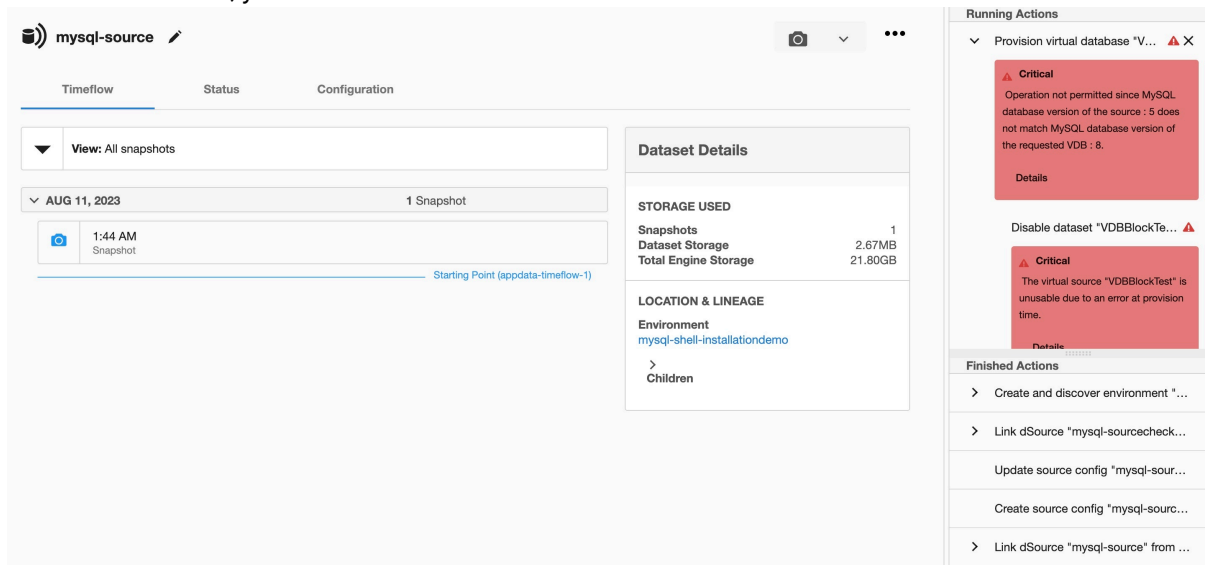 mysql-source
Timeflow
Status
Configuration
View: All snapshots
AUG 11, 2023
1 Snapshot
1:44 AM
Snapshot
Starting Point (appdata-timeflow-1)
Dataset Details
STORAGE USED
Snapshots 1
Dataset Storage 2.67MB
Total Engine Storage 21.80GB
LOCATION & LINEAGE
Environment
mysql-shell-installationdemo
Children
Running Actions
Provision virtual database "V...
Critical
Operation not permitted since MySQL
database version of the source : 5 does
not match MySQL database version of
the requested VDB : 8.
Details
Disable dataset "VDBBlockTe...
Critical
The virtual source "VDBBlockTest" is
unusable due to an error at provision
time.
Details
Finished Actions
Create and discover environment "...
Link dSource "mysql-sourcecheck...
Update source config "mysql-sour...
Create source config "mysql-sourc...
Link dSource "mysql-source" from ...